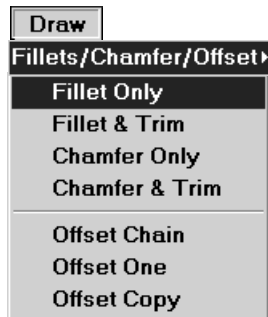 Draw
Fillets/Chamfer/Offset
Fillet Only
Fillet & Trim
Chamfer Only
Chamfer & Trim
Offset Chain
Offset One
Offset Copy